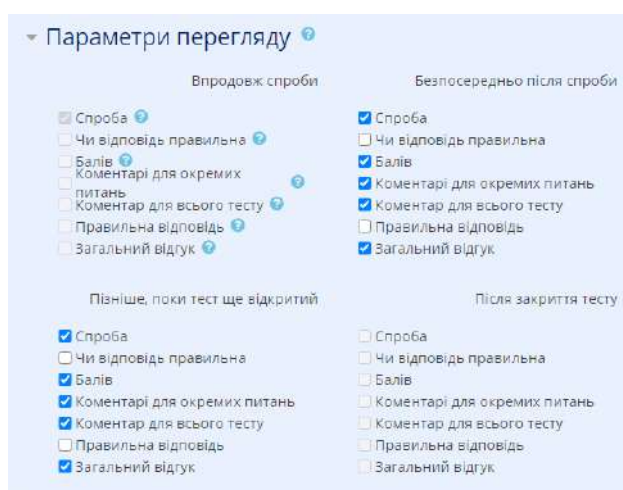 Параметри перегляду
Впродовж спроби
Спроба
Чи відповідь правильна
Балів
Коментарі для окремих
питань
Коментар для всього тесту
Правильна відповідь
Загальний відгук
Безпосередньо після спроби
Спроба
Чи відповідь правильна
Балів
Коментарі для окремих питань
Коментар для всього тесту
Правильна відповідь
Загальний відгук
Пізніше, поки тест ще відкритий
Спроба
Чи відповідь правильна
Балів
Коментарі для окремих питань
Коментар для всього тесту
Правильна відповідь
Загальний відгук
Після закриття тесту
Спроба
Чи відповідь правильна
Балів
Коментарі для окремих питань
Коментар для всього тесту
Правильна відповідь
Загальний відгук